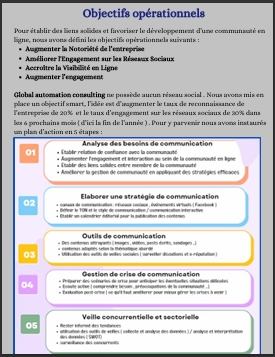 Objectifs opérationnels
Pour établir des liens solides et favoriser le développement d'une communauté en
ligne, nous avons défini les objectifs opérationnels suivants :
• Augmenter la Notoriété de l'entreprise
• Améliorer l'Engagement sur les Réseaux Sociaux
• Accroître la Visibilité en Ligne
• Augmenter l'engagement
Global automation consulting ne possède aucun réseau social . Nous avons mis en
place un objectif smart, l'idée est d'augmenter le taux de reconnaissance de
l'entreprise de 20% et le taux d'engagement sur les réseaux sociaux de 30% dans
les 6 prochains mois ( d'ici la fin de l'année ) . Pour y parvenir nous avons instaurés
un plan d'action en 5 étapes :
Analyse des besoins de communication
01
• Etablir relation de confiance avec la communauté
• Augmenter l'engagement et interaction au sein de la communauté en ligne
• Établir des liens solides entre membre de la communauté
• Améliorer la gestion de communauté en appliquant des stratégies efficaces
Elaborer une stratégie de communication
02
• canaux de communication : réseaux sociaux , événements virtuels ( Facebook )
• Définir le TON et le style de communication / communication interactive
• Etablir un calendrier éditorial pour la publication des contenus
Outils de communication
03
• Des contenus attrayants ( images , vidéos, posts écrits, sondages ..)
• contenus adaptés selon la thématique abordé
• Utilisation des outils de veilles sociales ( surveiller discutions et e-réputation )
Gestion de crise de communication
04
• Préparer des scénarios de crise pour anticiper les éventuelles situations délicates
• Ecoute active ( comprendre besoin , préoccupations de la communauté ...)
• Evaluation post-crise ( ce qu'il faut améliorer pour mieux gérer les crises à venir )
Veille concurrentielle et sectorielle
05
• Rester informé des tendances
• utilisation des outils de veilles ( collecte et analyse des données ) / analyse et interprétation
des données ( SWOT)
• surveillance des concurrents